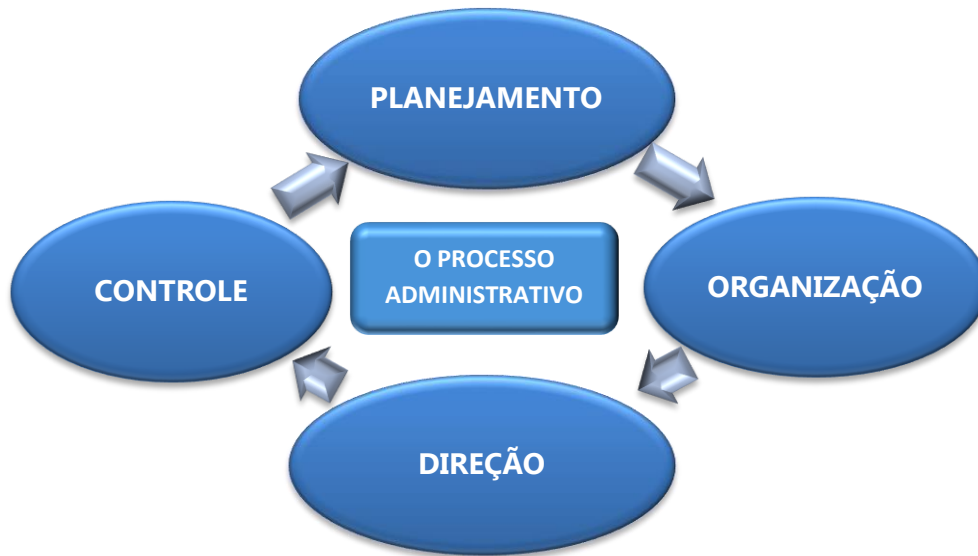 PLANEJAMENTO
O PROCESSO
ADMINISTRATIVO
CONTROLE
ORGANIZAÇÃO
DIREÇÃO